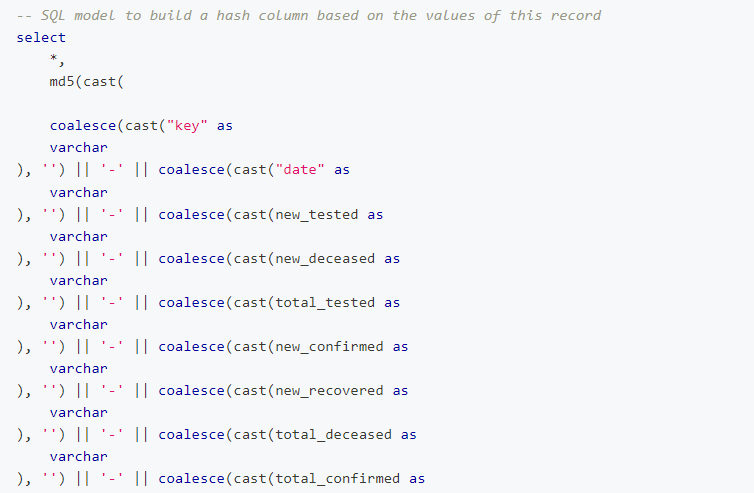 -- SQL model to build a hash column based on the values of this record
select
    *,
    md5(cast(
    coalesce(cast("key" as
    varchar
), '') || '-' || coalesce(cast("date" as
    varchar
), '') || '-' || coalesce(cast(new_tested as
    varchar
), '') || '-' || coalesce(cast(new_deceased as
    varchar
), '') || '-' || coalesce(cast(total_tested as
    varchar
), '') || '-' || coalesce(cast(new_confirmed as
    varchar
), '') || '-' || coalesce(cast(new_recovered as
    varchar
), '') || '-' || coalesce(cast(total_deceased as
    varchar
), '') || '-' || coalesce(cast(total_confirmed as